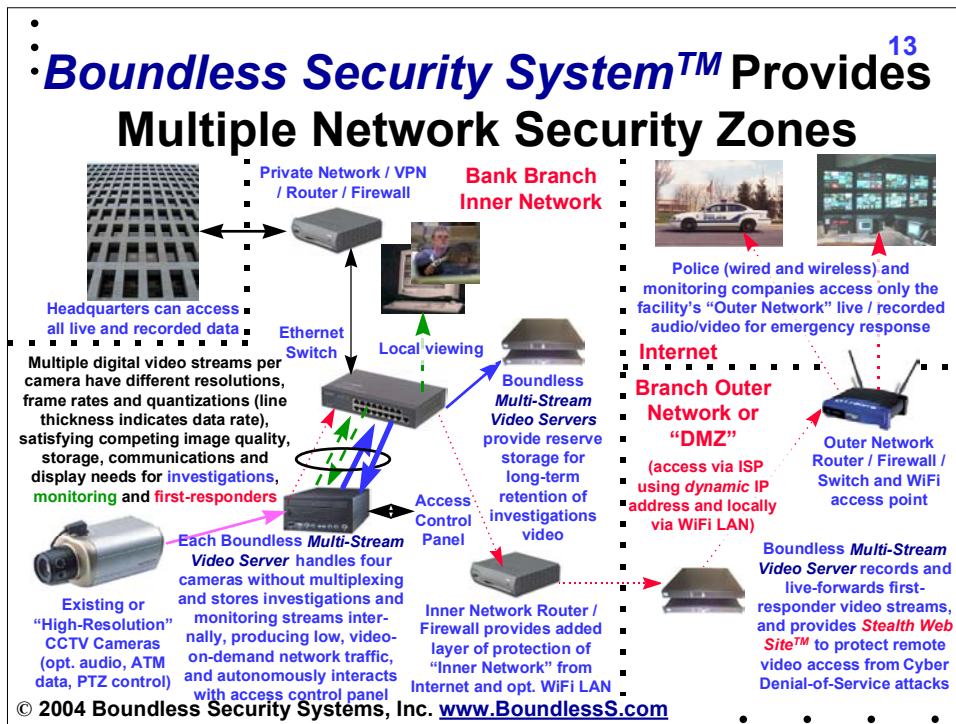 13
Boundless Security System™ Provides
Multiple Network Security Zones
Private Network / VPN
/ Router / Firewall
Bank Branch
Inner Network
Headquarters can access
all live and recorded data
Ethernet
Switch
Local viewing
Police (wired and wireless) and
monitoring companies access only the
facility's “Outer Network” live / recorded
audio/video for emergency response
Internet
Multiple digital video streams per
camera have different resolutions,
frame rates and quantizations (line
thickness indicates data rate),
satisfying competing image quality,
storage, communications and
display needs for investigations,
monitoring and first-responders
Boundless
Multi-Stream
Video Servers
provide reserve
storage for
long-term
retention of
investigations
video
Branch Outer
Network or
“DMZ”
(access via ISP
using dynamic IP
address and locally
via WiFi LAN)
Outer Network
Router / Firewall /
Switch and WiFi
access point
Access
Control
Panel
Existing or
“High-Resolution”
CCTV Cameras
(opt. audio, ATM
data, PTZ control)
Each Boundless Multi-Stream
Video Server handles four
cameras without multiplexing
and stores investigations and
monitoring streams inter-
nally, producing low, video-
on-demand network traffic,
and autonomously interacts
with access control panel
Inner Network Router /
Firewall provides added
layer of protection of
“Inner Network” from
Internet and opt. WiFi LAN
Boundless Multi-Stream
Video Server records and
live-forwards first-
responder video streams,
and provides Stealth Web
Site™ to protect remote
video access from Cyber
Denial-of-Service attacks
© 2004 Boundless Security Systems, Inc. www.BoundlessS.com